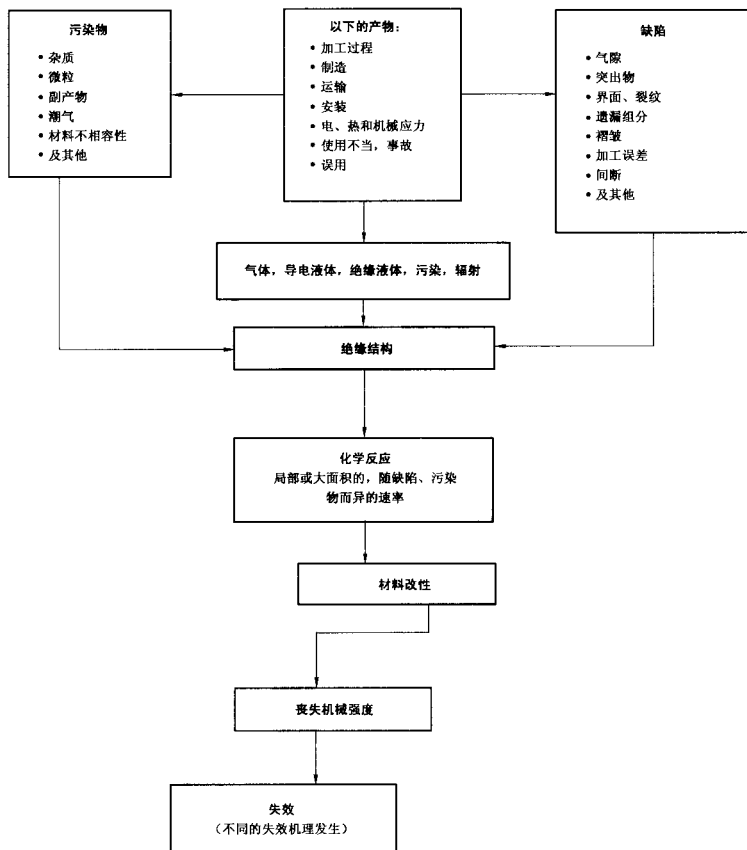 污染物
• 杂质
• 微粒
• 副产物
• 潮气
• 材料不相容性
• 及其他
以下的产物：
• 加工过程
• 制造
• 运输
• 安装
• 电、热和机械应力
• 使用不当，事故
• 误用
缺陷
• 气隙
• 突出物
• 界面、裂纹
• 遗漏组分
• 褶皱
• 加工误差
• 间断
• 及其他
气体，导电液体，绝缘液体，污染，辐射
绝缘结构
化学反应
局部或大面积的，随缺陷、污染
物而异的速率
材料改性
丧失机械强度
失效
（不同的失效机理发生）